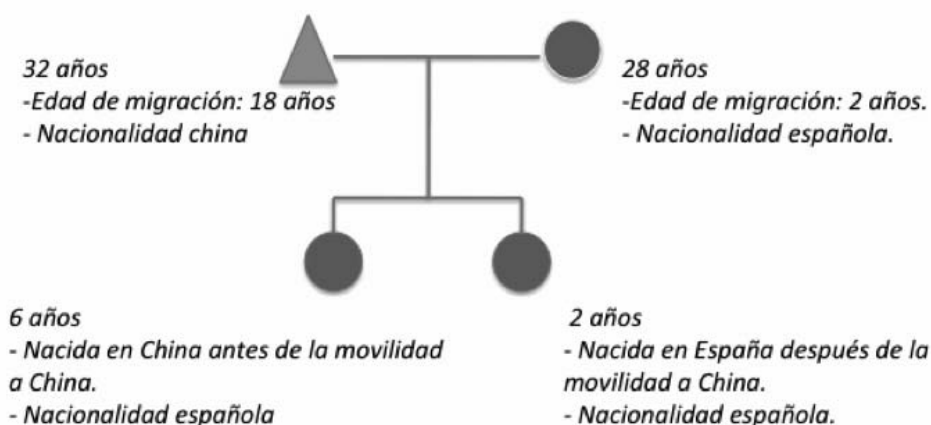 32 años
-Edad de migración: 18 años
- Nacionalidad china
28 años
-Edad de migración: 2 años.
- Nacionalidad española.
6 años
- Nacida en China antes de la movilidad
a China.
- Nacionalidad española
2 años
- Nacida en España después de la
movilidad a China.
- Nacionalidad española.